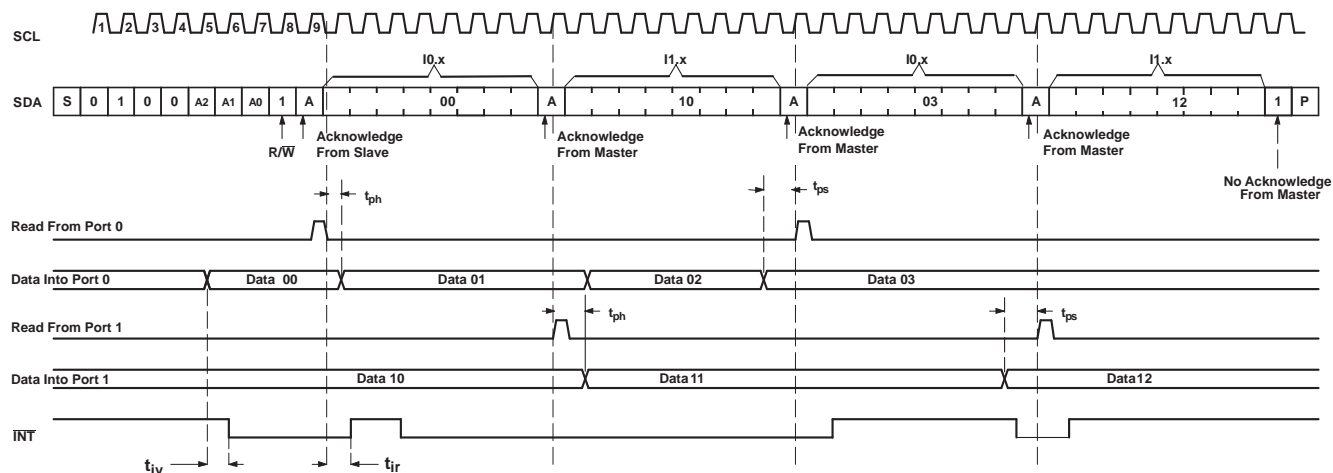 SCL
1 2 3 4 5 6 7 8 9
I0.x I1.x I0.x I1.x
SDA
S 0 1 0 0 A2 A1 A0 1 A 00 A 10 A 03 A 12 1 P
R/W̅
Acknowledge
From Slave
Acknowledge
From Master
Acknowledge
From Master
Acknowledge
From Master
No Acknowledge
From Master
tph
tps
Read From Port 0
Data Into Port 0
Data 00 Data 01 Data 02 Data 03
tph
tps
Read From Port 1
Data Into Port 1
Data 10 Data 11 Data 12
I̅N̅T̅
tiv
tir